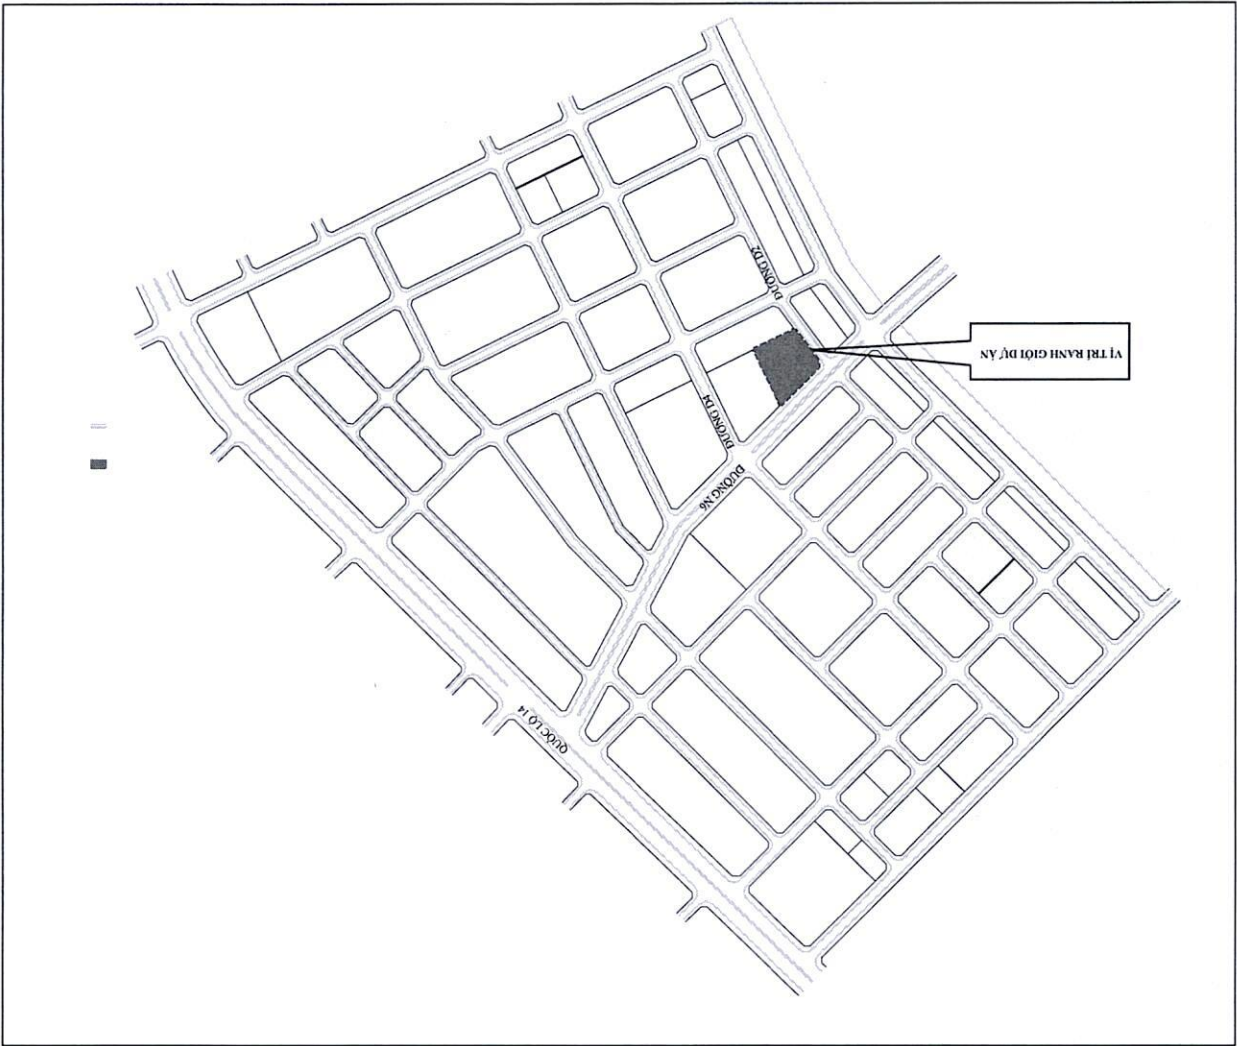 VỊ TRÍ RANH GIỚI DỰ ÁN
ĐƯỜNG D2
ĐƯỜNG D4
ĐƯỜNG N6
QUỐC LỘ 14